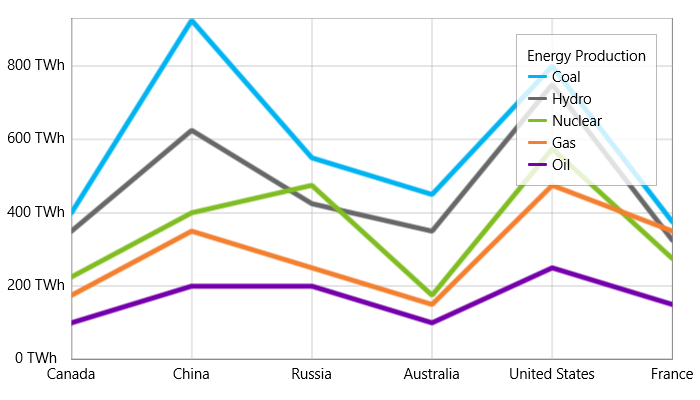 Energy Production
Coal
Hydro
Nuclear
Gas
Oil
800 TWh
600 TWh
400 TWh
200 TWh
0 TWh
Canada China Russia Australia United States France